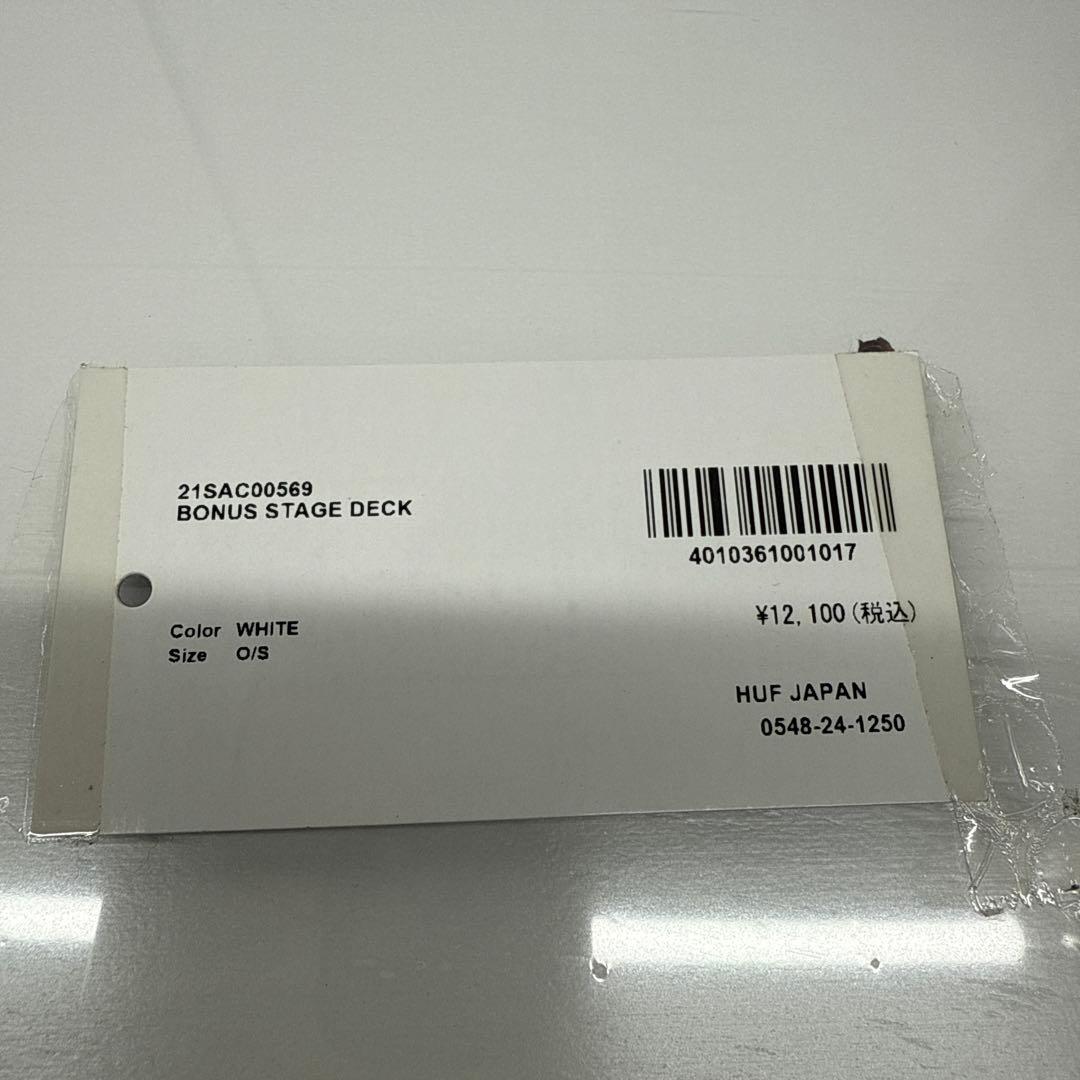 21SAC00569
BONUS STAGE DECK
4010361001017
¥12,100(税込)
Color WHITE
Size O/S
HUF JAPAN
0548-24-1250